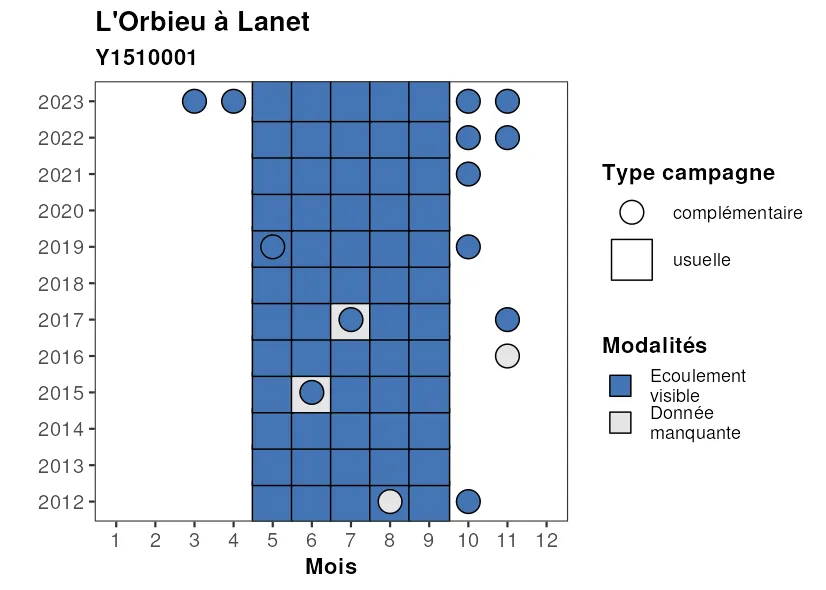 L'Orbieu à Lanet
Y1510001
2023
2022
2021
2020
2019
2018
2017
2016
2015
2014
2013
2012
1 2 3 4 5 6 7 8 9 10 11 12
Mois
Type campagne
complémentaire
usuelle
Modalités
Ecoulement
visible
Donnée
manquante